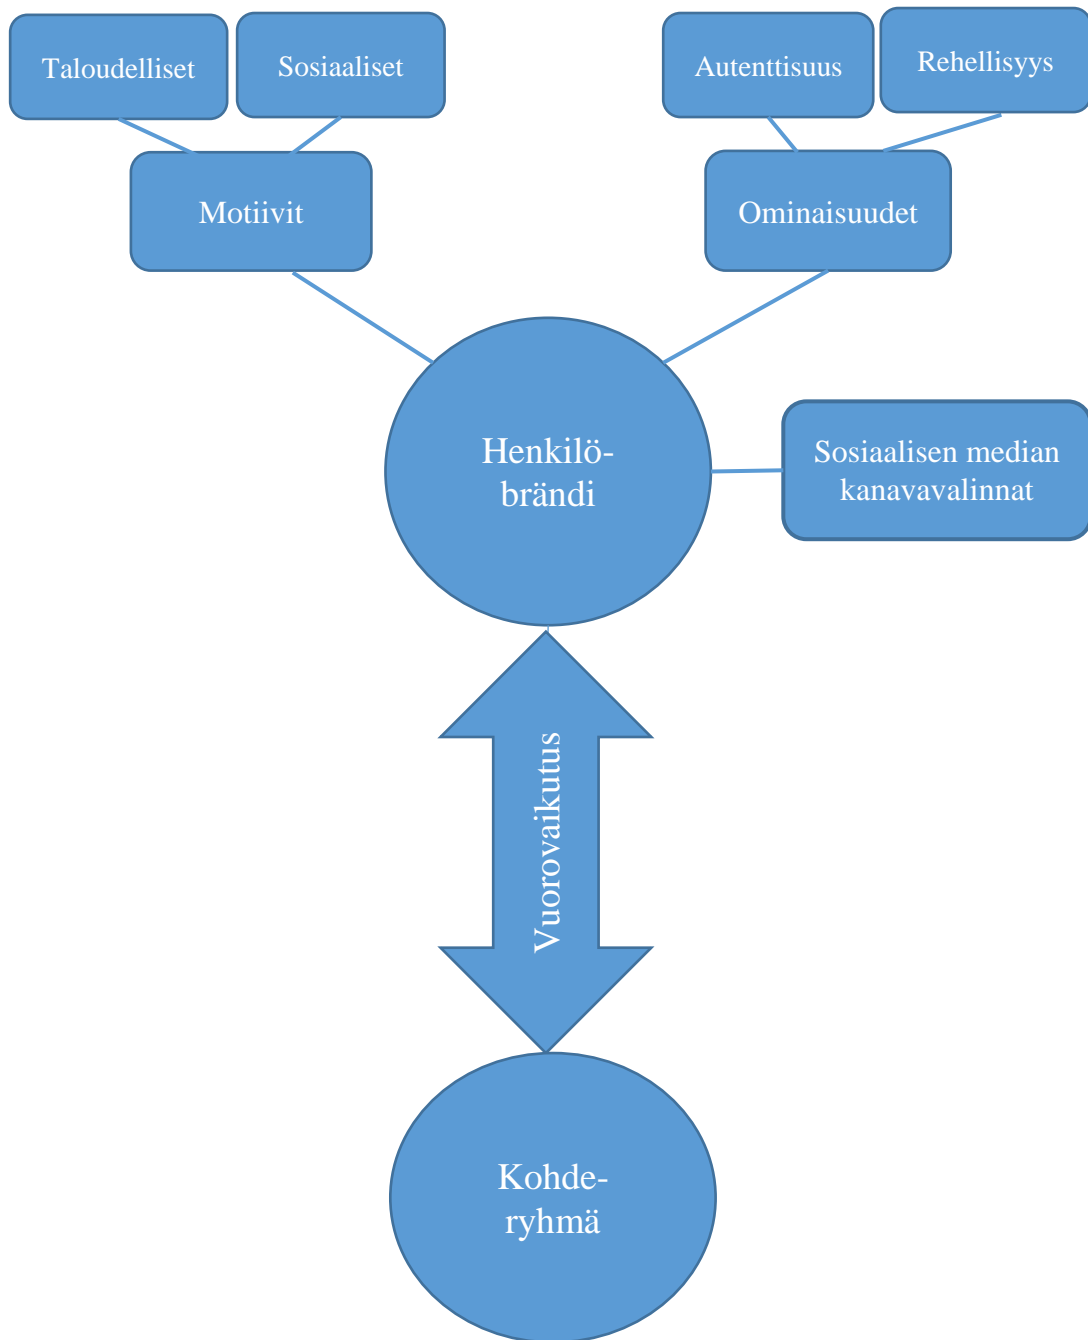 Taloudelliset
Sosiaaliset
Autenttisuus
Rehellisyys
Motiivit
Ominaisuudet
Henkilö-
brändi
Sosiaalisen median
kanavavalinnat
Vuorovaikutus
Kohde-
ryhmä